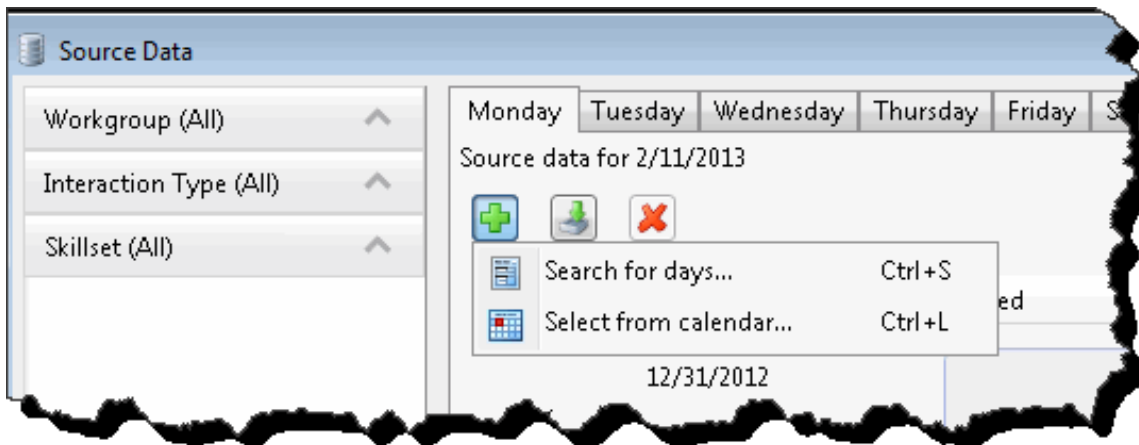 Source Data
Workgroup (All)
Interaction Type (All)
Skillset (All)
Monday Tuesday Wednesday Thursday Friday S
Source data for 2/11/2013
Search for days... Ctrl+S
Select from calendar... Ctrl+L
ed
12/31/2012